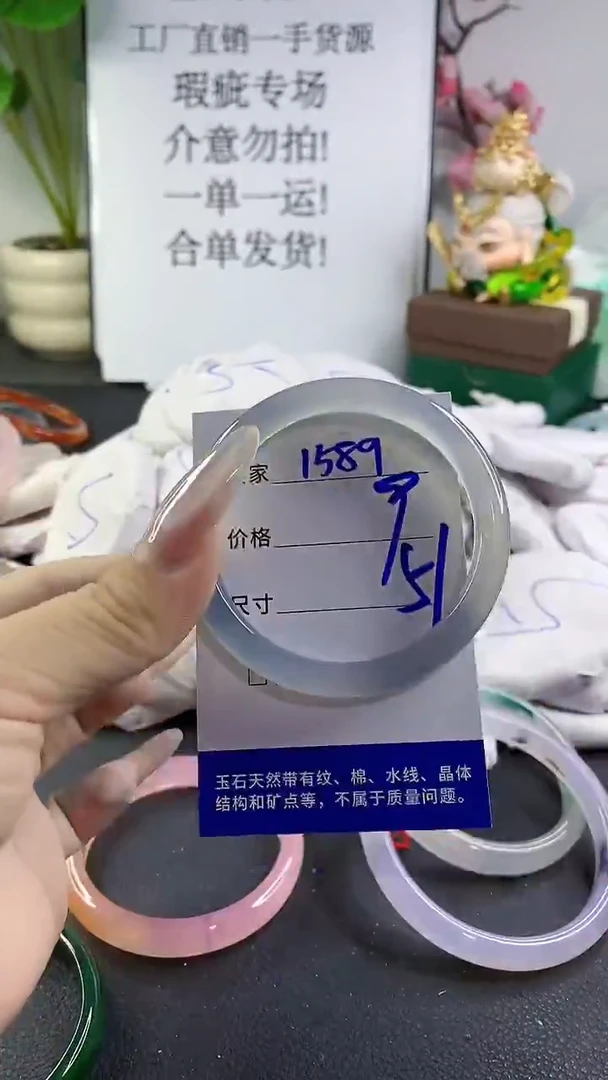 工厂直销一手货源
瑕疵专场
介意勿拍!
一单一运!
合单发货!
家 1589
价格
尺寸 51
玉石天然带有纹、棉、水线、晶体
结构和矿点等，不属于质量问题。